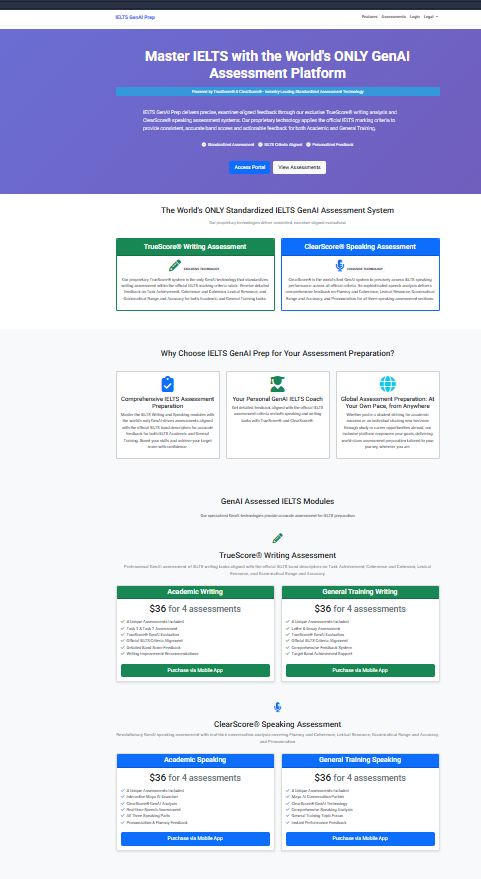 IELTS GenAI Prep
Features Assessments Login Legal
Master IELTS with the World's ONLY GenAI
Assessment Platform
Powered by TrueScore® & ClearScore® - Industry-Leading Standardized Assessment Technology
IELTS GenAI Prep delivers precise, examiner-aligned feedback through our exclusive TrueScore® writing analysis and
ClearScore® speaking assessment systems. Our proprietary technology applies the official IELTS marking criteria to
provide consistent, accurate band scores and actionable feedback for both Academic and General Training.
Standardized Assessment IELTS Criteria Aligned Personalized Feedback
Access Portal View Assessments
The World's ONLY Standardized IELTS GenAI Assessment System
Our proprietary technologies deliver consistent, examiner-aligned evaluations
TrueScore® Writing Assessment
EXCLUSIVE TECHNOLOGY
Our proprietary TrueScore system is the only GenAI technology that standardizes
writing assessment within the official IELTS marking criteria rubric. Receive detailed
feedback on Task Achievement, Coherence and Cohesion, Lexical Resource, and
Grammatical Range and Accuracy for both Academic and General Training tasks.
ClearScore® Speaking Assessment
EXCLUSIVE TECHNOLOGY
ClearScore is the world's first GenAI system to precisely assess IELTS speaking
performance across all official criteria. Its sophisticated speech analysis delivers
comprehensive feedback on Fluency and Coherence, Lexical Resource, Grammatical
Range and Accuracy, and Pronunciation for all three speaking assessment sections.
Why Choose IELTS GenAI Prep for Your Assessment Preparation?
Comprehensive IELTS Assessment
Preparation
Master the IELTS Writing and Speaking modules with
the world's only GenAI-driven assessments aligned
with the official IELTS band descriptors for accurate
feedback for both IELTS Academic and General
Training. Boost your skills and achieve your target
score with confidence.
Your Personal GenAI IELTS Coach
Get detailed feedback aligned with the official IELTS
criteria on both speaking and writing
tasks with TrueScore® and ClearScore®.
Global Assessment Preparation: At
Your Own Pace, from Anywhere
Whether you're a student striving for academic
success or an individual chasing new horizons
through study or career opportunities abroad, our
inclusive platform empowers your goals, delivering
world-class assessment preparation tailored to your
journey, wherever you are.
GenAI Assessed IELTS Modules
Our specialized GenAI technologies provide accurate assessment for IELTS preparation
TrueScore® Writing Assessment
Professional GenAI assessment of IELTS writing tasks aligned with the official IELTS band descriptors on Task Achievement, Coherence and Cohesion, Lexical
Resource, and Grammatical Range and Accuracy
Academic Writing
$36 for 4 assessments
4 Unique Assessments Included
Task 1 & Task 2 Assessment
TrueScore® GenAI Evaluation
Official IELTS Criteria Alignment
Detailed Band Score Feedback
Writing Improvement Recommendations
Purchase via Mobile App
General Training Writing
$36 for 4 assessments
4 Unique Assessments Included
Letter & Essay Assessment
TrueScore® GenAI Evaluation
Official IELTS Criteria Alignment
Comprehensive Feedback System
Target Band Achievement Support
Purchase via Mobile App
ClearScore® Speaking Assessment
Revolutionary GenAI speaking assessment with real-time conversation analysis covering Fluency and Coherence, Lexical Resource, Grammatical Range and Accuracy,
and Pronunciation
Academic Speaking
$36 for 4 assessments
4 Unique Assessments Included
Interactive Maya AI Examiner
ClearScore® GenAI Analysis
Real-time Speech Assessment
All Three Speaking Parts
Pronunciation & Fluency Feedback
Purchase via Mobile App
General Training Speaking
$36 for 4 assessments
4 Unique Assessments Included
Maya AI Conversation Partner
ClearScore® GenAI Technology
Comprehensive Speaking Analysis
General Training Topic Focus
Instant Performance Feedback
Purchase via Mobile App